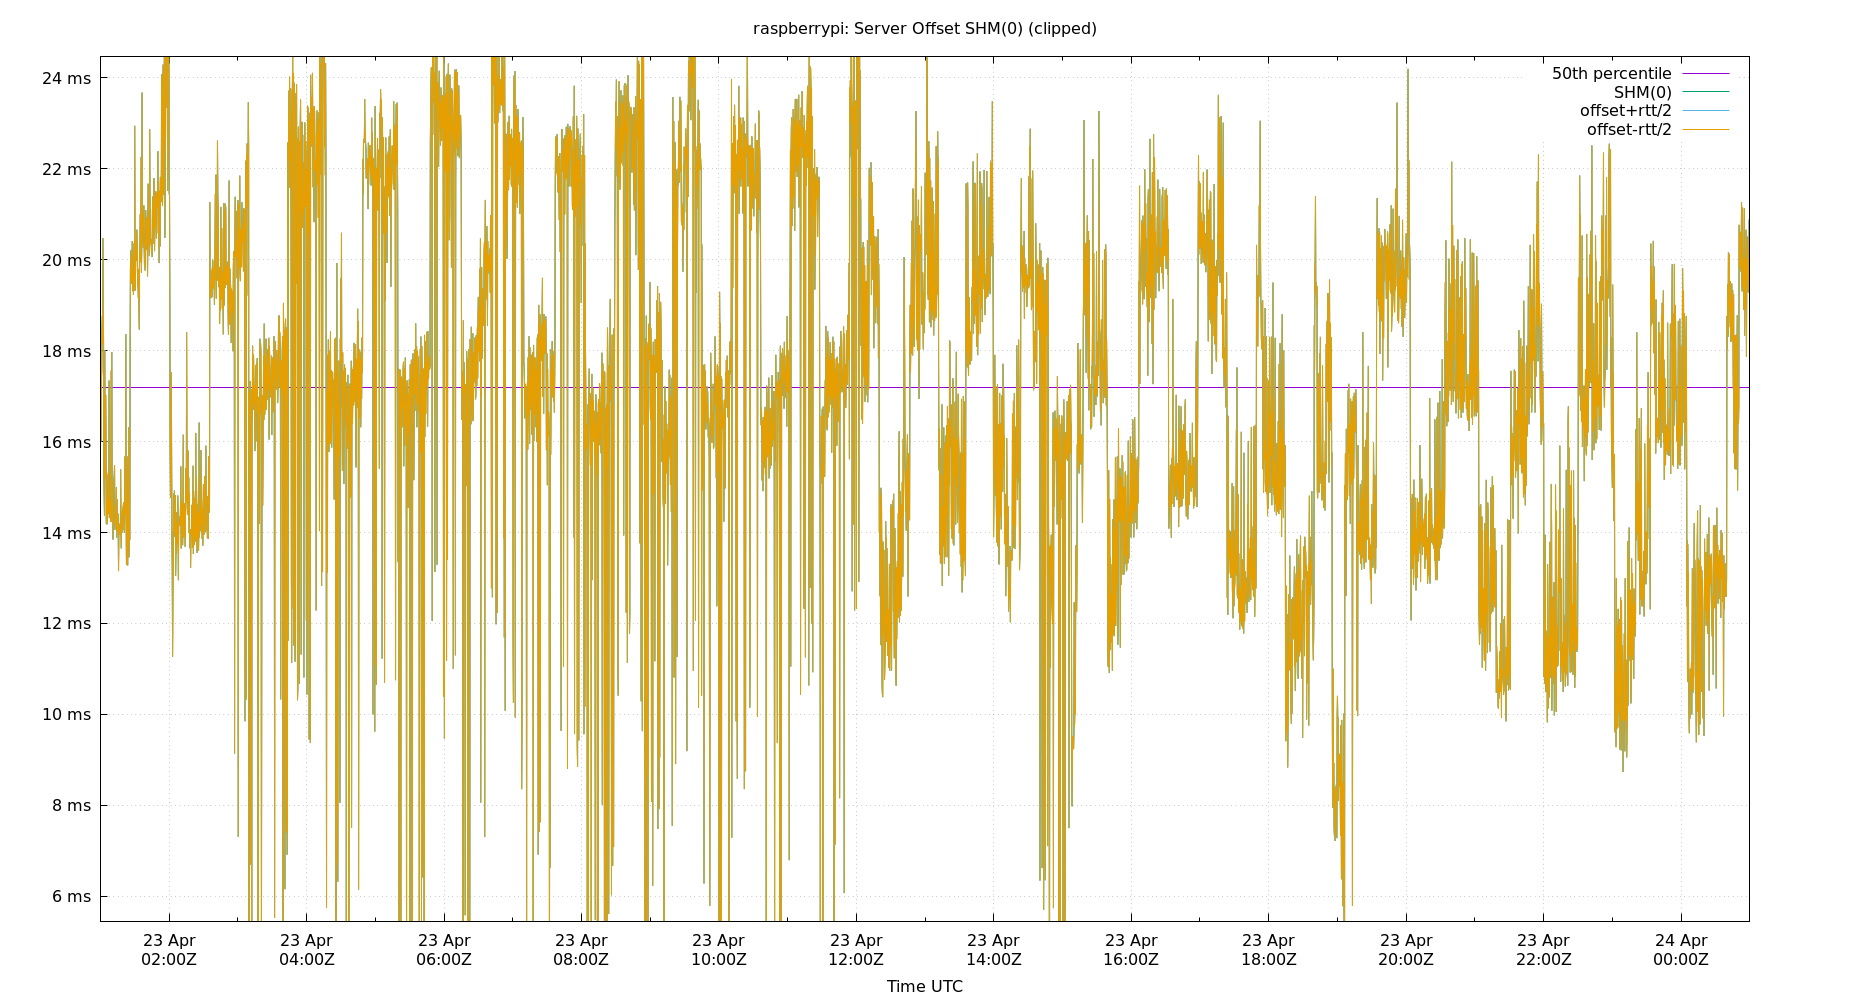 raspberrypi: Server Offset SHM(0) (clipped)
50th percentile
SHM(0)
offset+rtt/2
offset-rtt/2
24 ms
22 ms
20 ms
18 ms
16 ms
14 ms
12 ms
10 ms
8 ms
6 ms
23 Apr 23 Apr 23 Apr 23 Apr 23 Apr 23 Apr 23 Apr 23 Apr 23 Apr 23 Apr 23 Apr 24 Apr
02:00Z 04:00Z 06:00Z 08:00Z 10:00Z 12:00Z 14:00Z 16:00Z 18:00Z 20:00Z 22:00Z 00:00Z
Time UTC